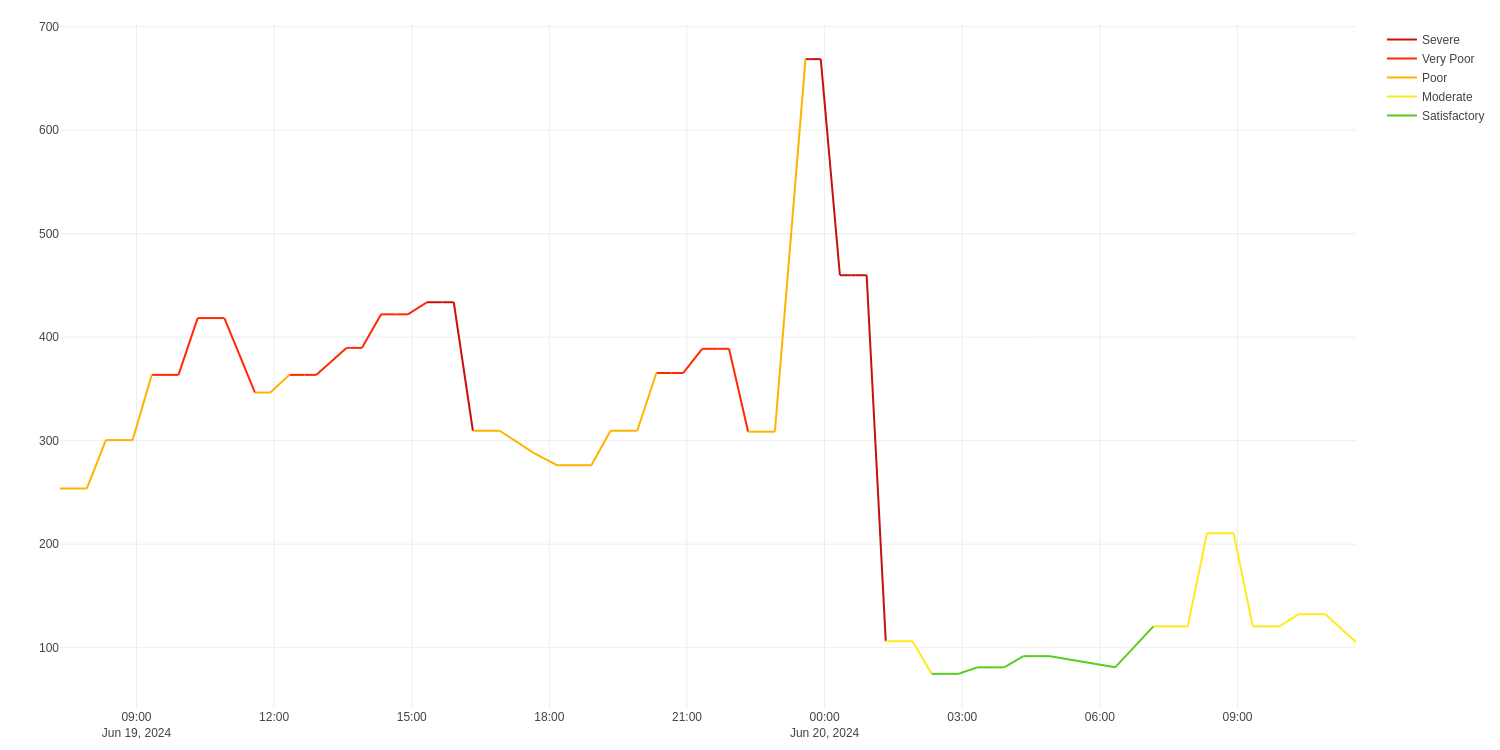 700
600
500
400
300
200
100
09:00
12:00
15:00
18:00
21:00
00:00
03:00
06:00
09:00
Jun 19, 2024
Jun 20, 2024
Severe
Very Poor
Poor
Moderate
Satisfactory